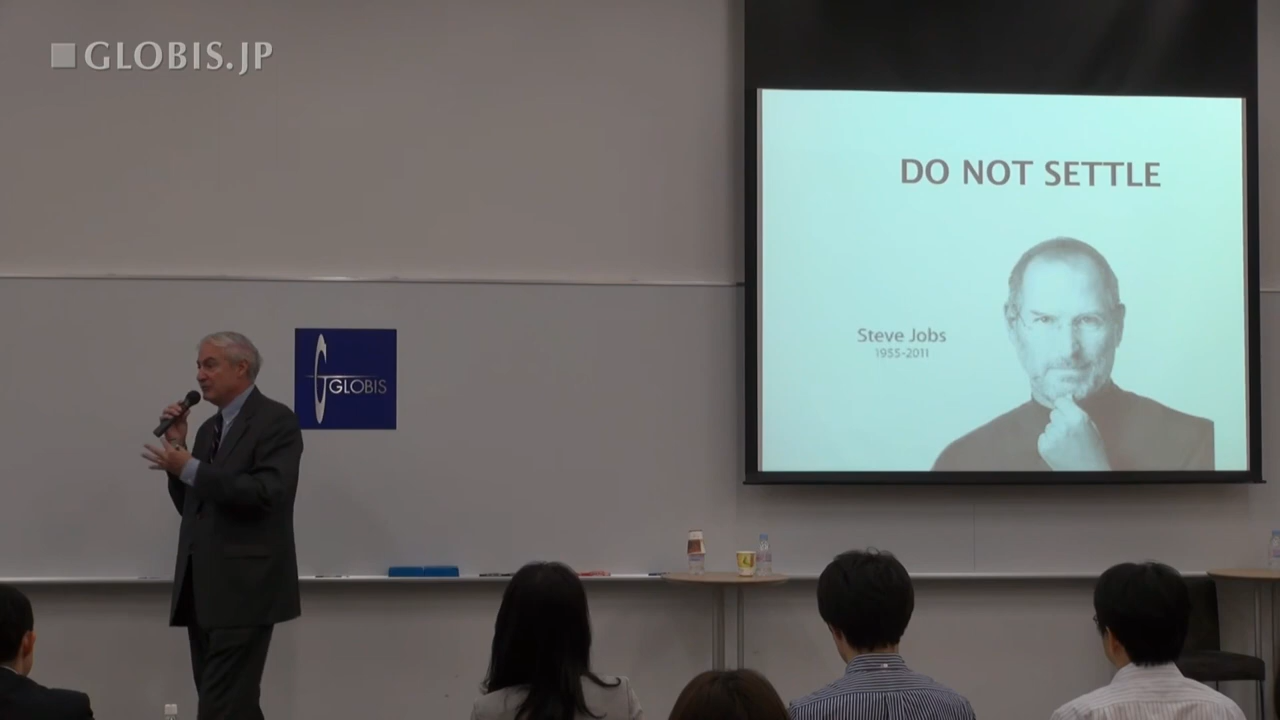 GLOBIS.JP
DO NOT SETTLE
Steve Jobs
1955-2011
GLOBIS